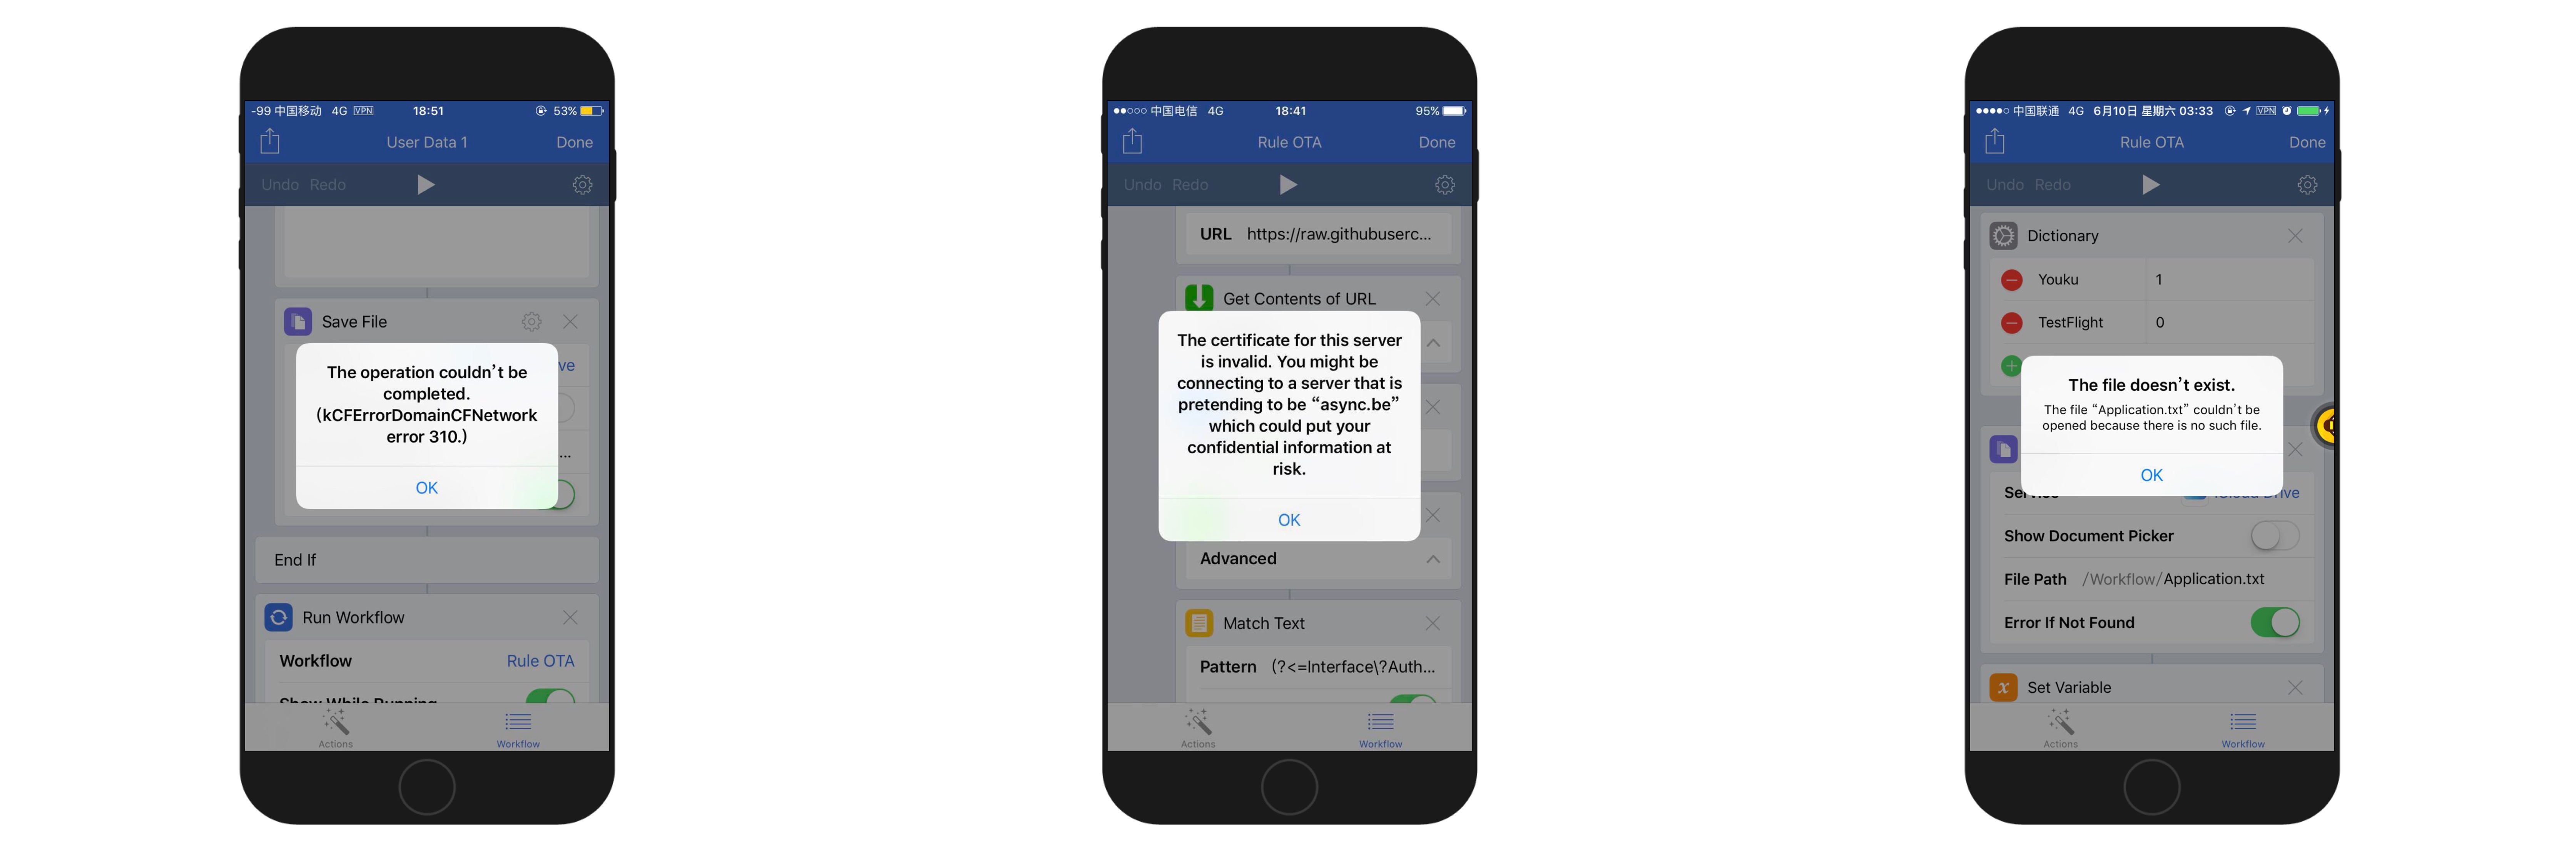 -99 中国移动 4G VPN 18:51 53%
User Data 1 Done
Undo Redo
Save File
ve
The operation couldn't be
completed.
(kCFErrorDomainCFNetwork
error 310.)
...
OK
End If
Run Workflow
Workflow Rule OTA
Show While Running
Actions Workflow
中国电信 4G 18:41 95%
Rule OTA Done
Undo Redo
URL https://raw.githubuserc...
Get Contents of URL
The certificate for this server
is invalid. You might be
connecting to a server that is
pretending to be “async.be”
which could put your
confidential information at
risk.
OK
Advanced
Match Text
Pattern (?<=Interface\?Auth...
Actions Workflow
中国联通 4G 6月10日 星期六 03:33 VPN
Rule OTA Done
Undo Redo
Dictionary
Youku 1
TestFlight 0
The file doesn't exist.
The file “Application.txt” couldn't be
opened because there is no such file.
OK
Service iCloud Drive
Show Document Picker
File Path /Workflow/Application.txt
Error If Not Found
x Set Variable
Actions Workflow